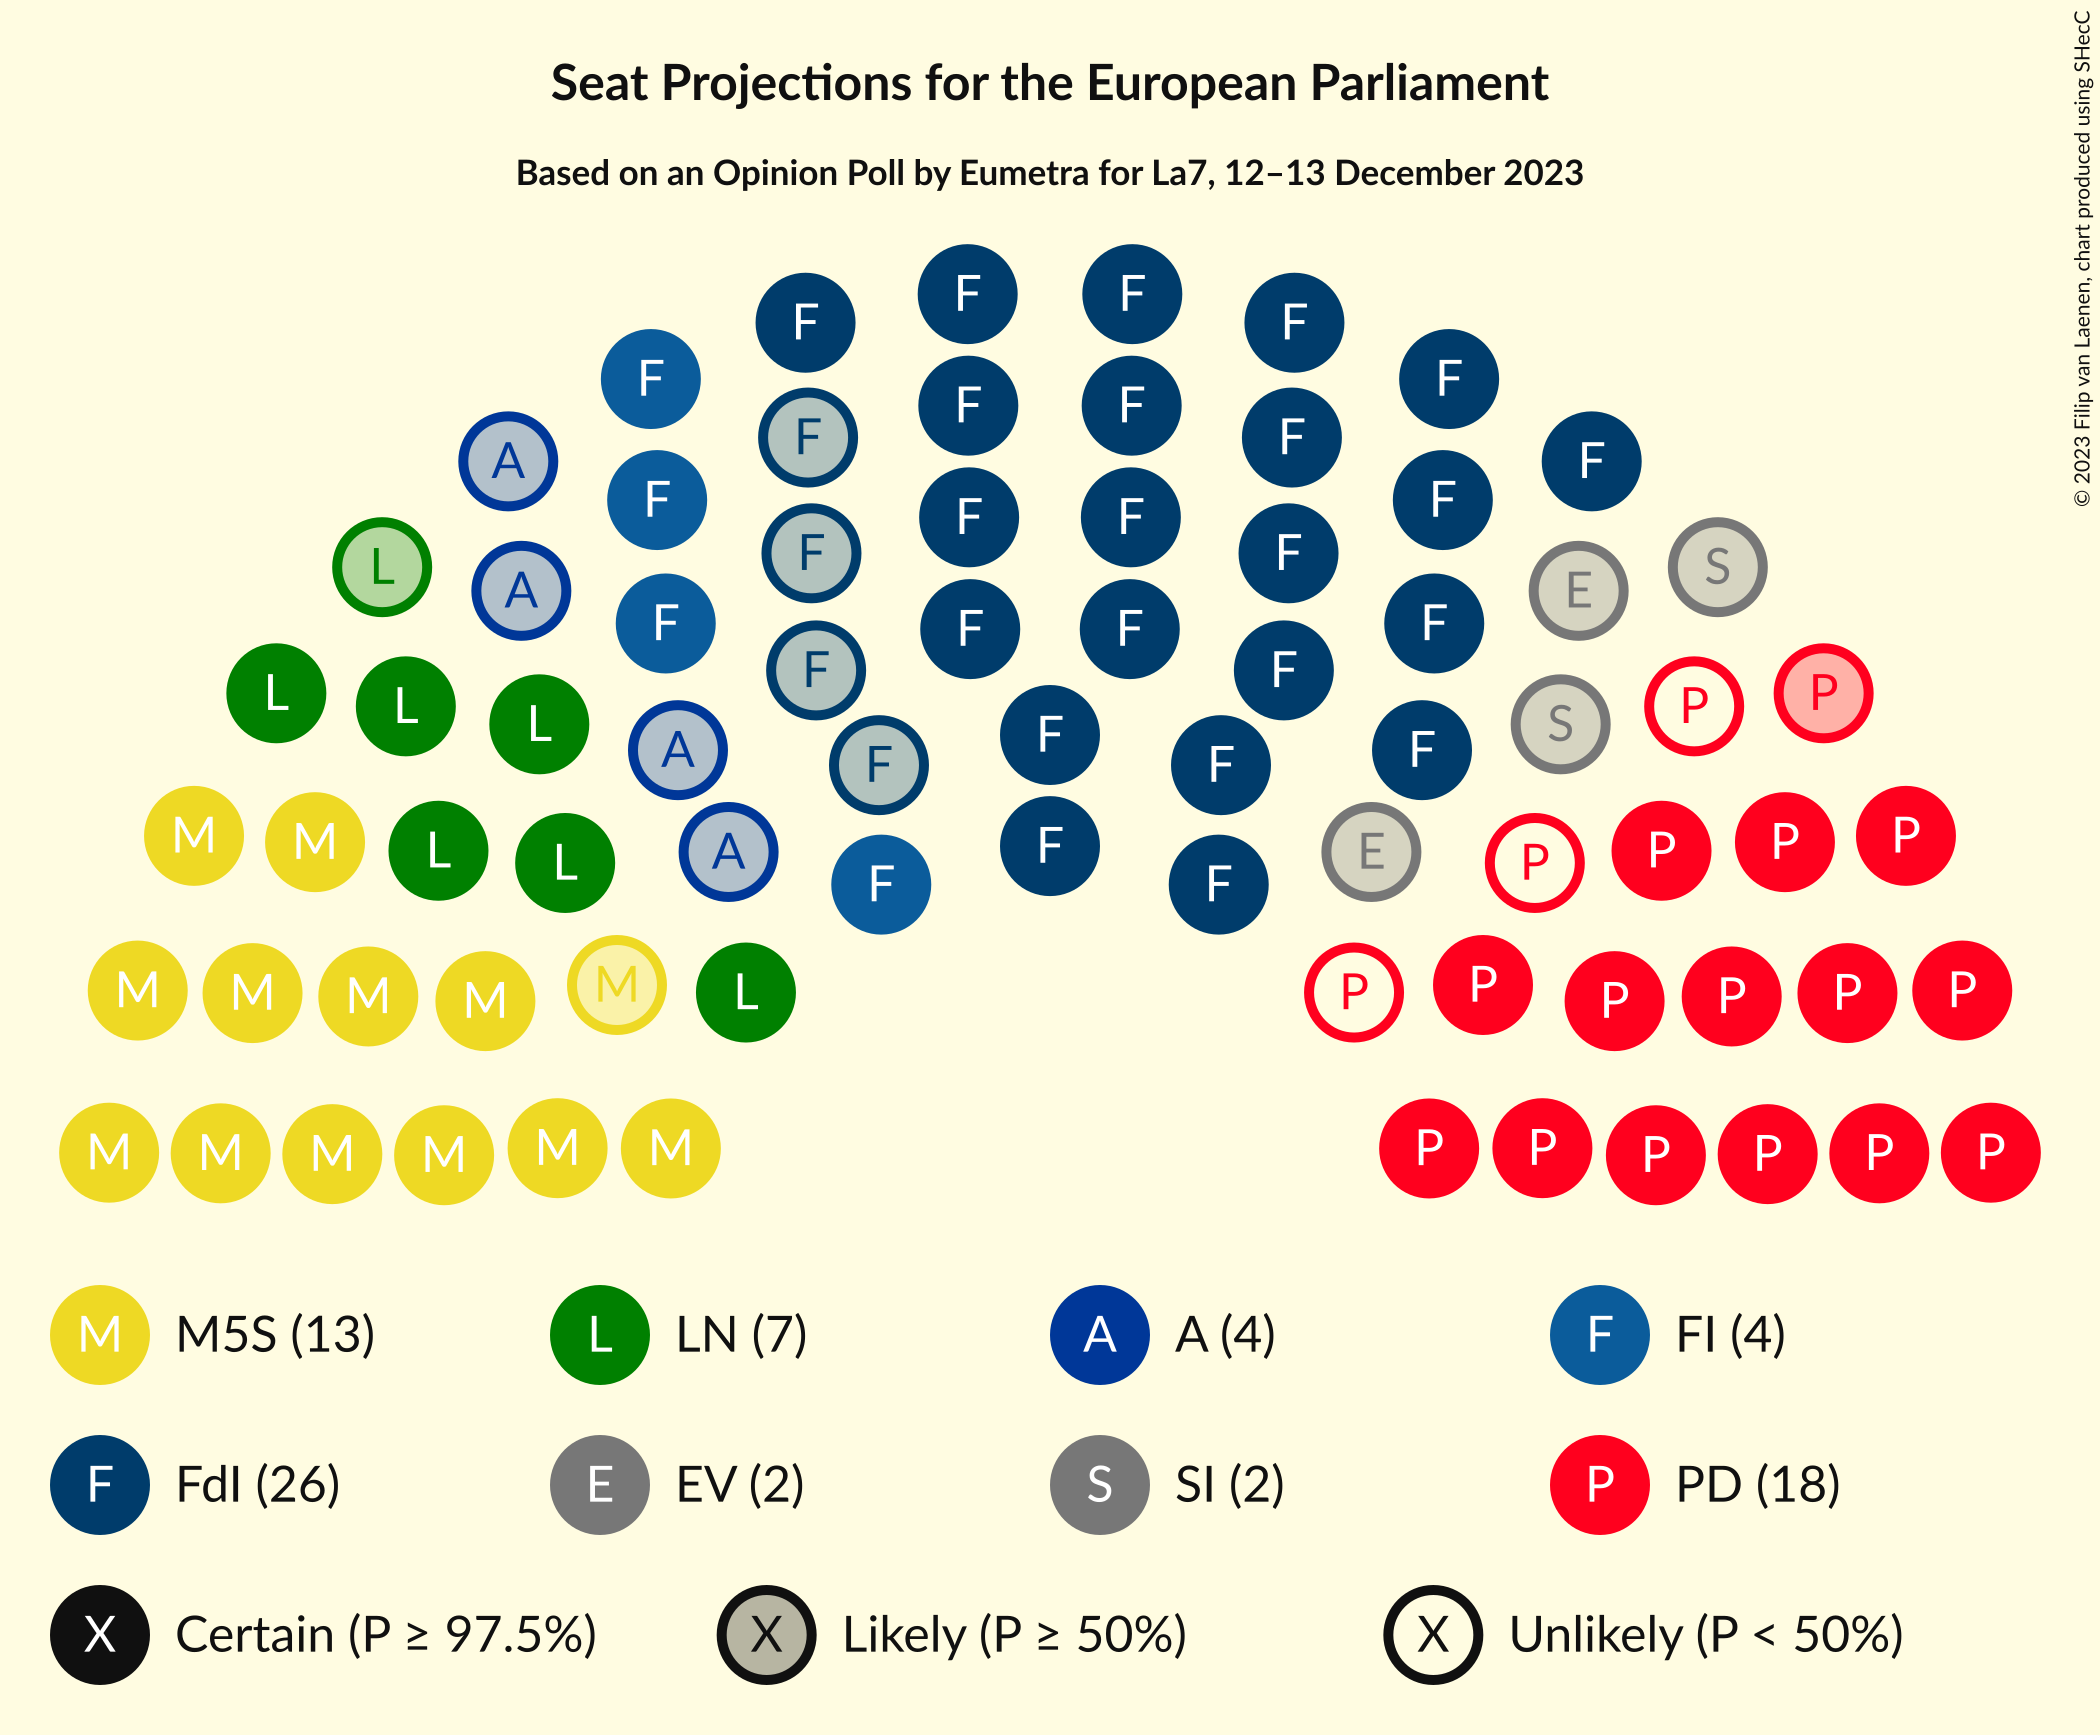 Seat Projections for the European Parliament
Based on an Opinion Poll by Eumetra for La7, 12–13 December 2023
© 2023 Filip van Laenen, chart produced using SHecC
F F
F F
F F F F
A F F F F
F F F F
L A F F F F E S
F F F F
L L L A F F F F S P P
M M L L A F F F E P P P P
M M M M M L P P P P P P
M M M M M M P P P P P P
M M5S (13) L LN (7) A A (4) F FI (4)
F FdI (26) E EV (2) S SI (2) P PD (18)
X Certain (P ≥ 97.5%) X Likely (P ≥ 50%) X Unlikely (P < 50%)